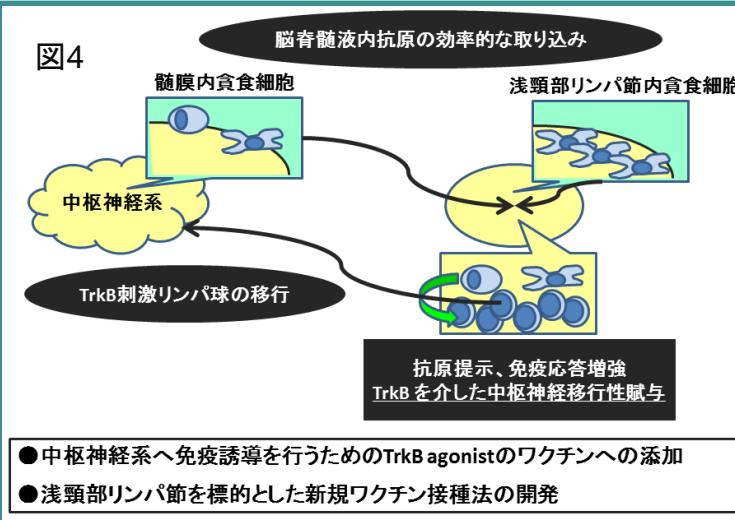 図4
脳脊髄液内抗原の効率的な取り込み
髄膜内貪食細胞
浅頸部リンパ節内貪食細胞
中枢神経系
TrkB刺激リンパ球の移行
抗原提示、免疫応答増強
TrkB を介した中枢神経移行性賦与
●中枢神経系へ免疫誘導を行うためのTrkB agonistのワクチンへの添加
●浅頸部リンパ節を標的とした新規ワクチン接種法の開発